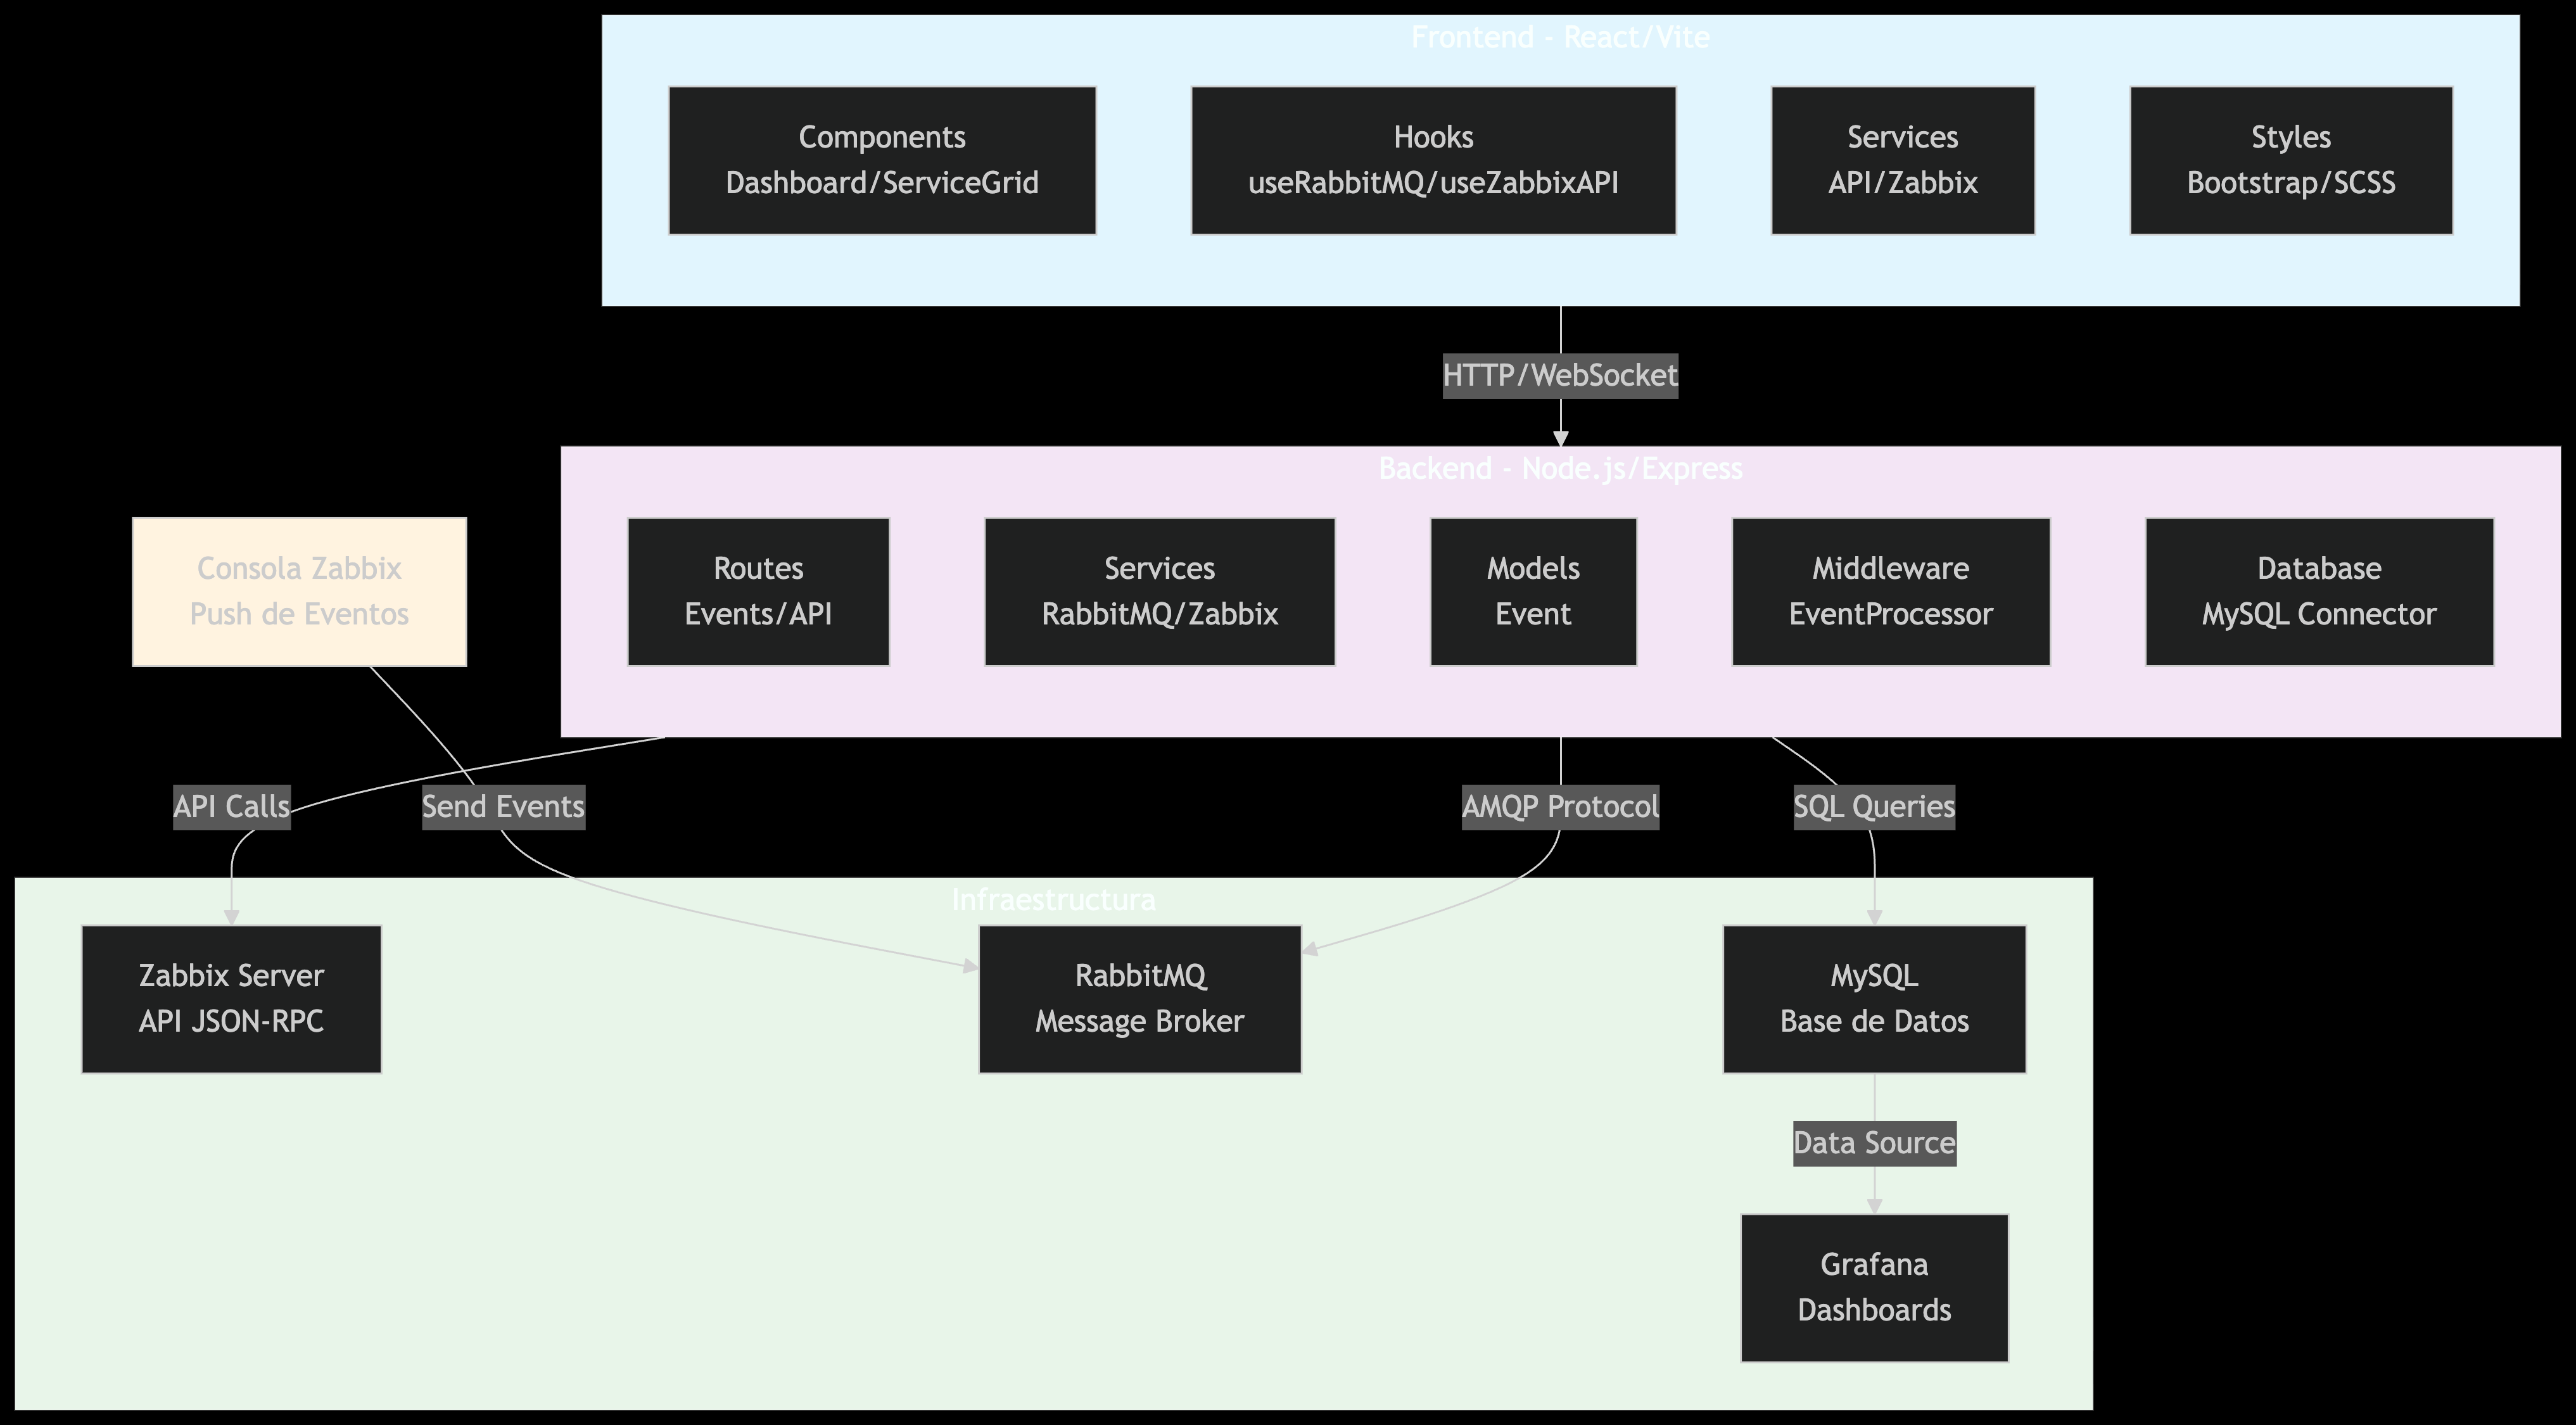 Frontend - React/Vite
Components
Dashboard/ServiceGrid
Hooks
useRabbitMQ/useZabbixAPI
Services
API/Zabbix
Styles
Bootstrap/SCSS
HTTP/WebSocket
Backend - Node.js/Express
Consola Zabbix
Push de Eventos
Routes
Events/API
Services
RabbitMQ/Zabbix
Models
Event
Middleware
EventProcessor
Database
MySQL Connector
API Calls
Send Events
AMQP Protocol
SQL Queries
Infraestructura
Zabbix Server
API JSON-RPC
RabbitMQ
Message Broker
MySQL
Base de Datos
Data Source
Grafana
Dashboards